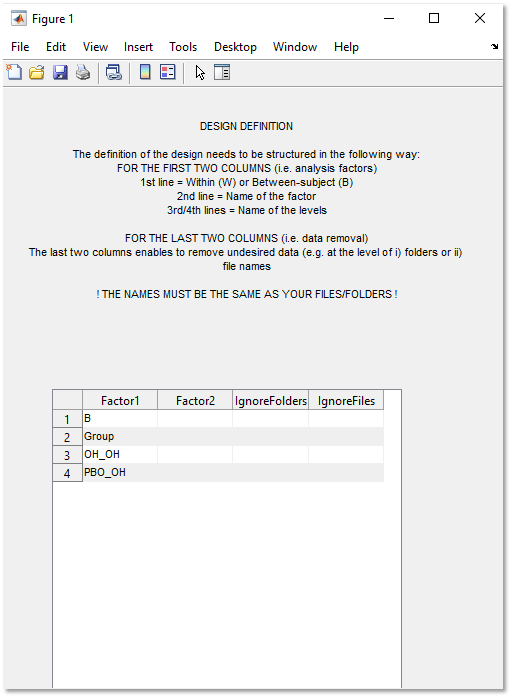 Figure 1
File Edit View Insert Tools Desktop Window Help
DESIGN DEFINITION
The definition of the design needs to be structured in the following way:
FOR THE FIRST TWO COLUMNS (i.e. analysis factors)
1st line = Within (W) or Between-subject (B)
2nd line = Name of the factor
3rd/4th lines = Name of the levels
FOR THE LAST TWO COLUMNS (i.e. data removal)
The last two columns enables to remove undesired data (e.g. at the level of i) folders or ii)
file names
! THE NAMES MUST BE THE SAME AS YOUR FILES/FOLDERS !
Factor1 Factor2 IgnoreFolders IgnoreFiles
1 B
2 Group
3 OH_OH
4 PBO_OH